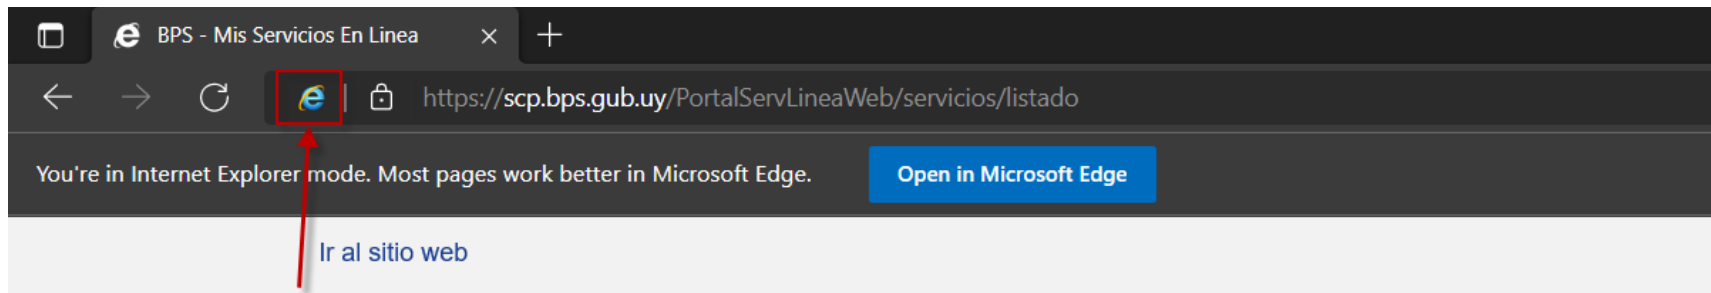 BPS - Mis Servicios En Linea
https://scp.bps.gub.uy/PortalServLineaWeb/servicios/listado
You're in Internet Explorer mode. Most pages work better in Microsoft Edge. Open in Microsoft Edge
Ir al sitio web